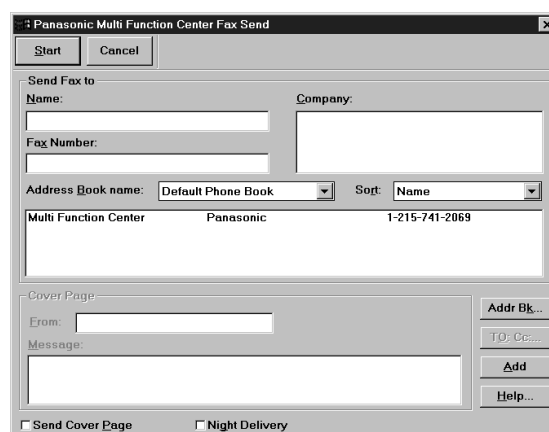 Panasonic Multi Function Center Fax Send
Start Cancel
Send Fax to
Name: Company:
Fax Number:
Address Book name: Default Phone Book Sort: Name
Multi Function Center Panasonic 1-215-741-2069
Cover Page
From:
Message:
Addr Bk...
TO: Cc:...
Add
Help...
Send Cover Page Night Delivery